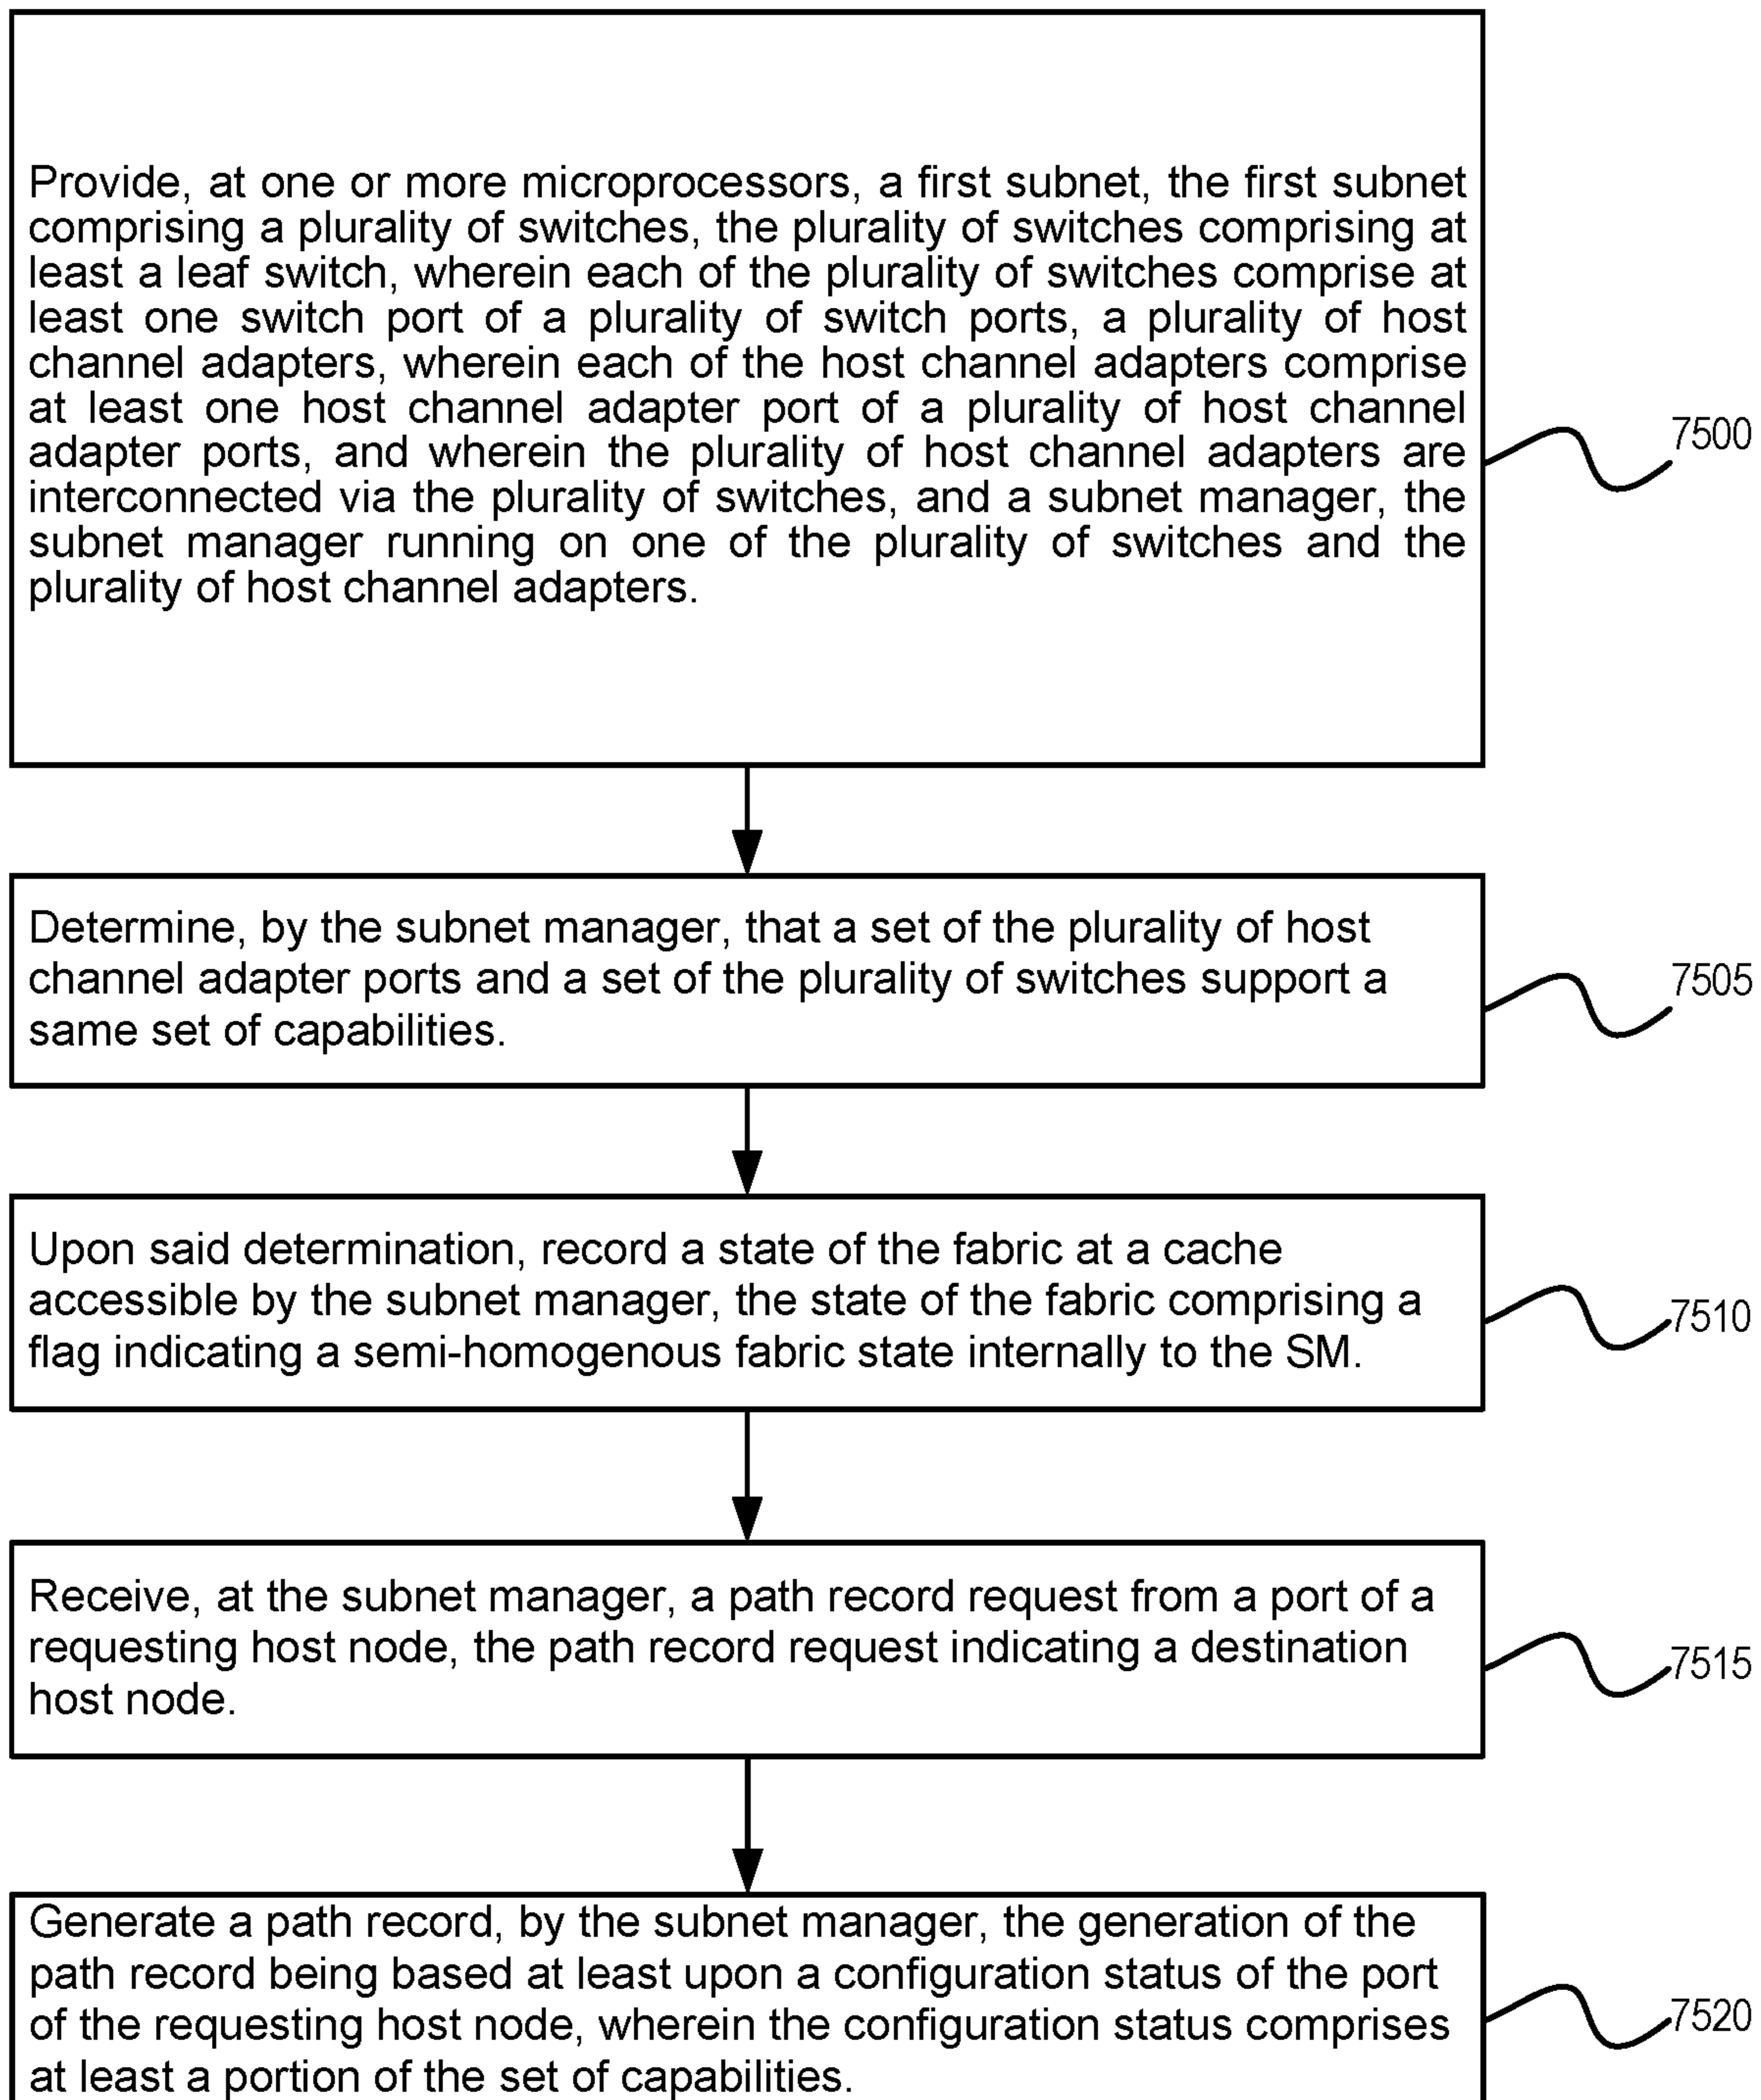 Provide, at one or more microprocessors, a first subnet, the first subnet
comprising a plurality of switches, the plurality of switches comprising at
least a leaf switch, wherein each of the plurality of switches comprise at
least one switch port of a plurality of switch ports, a plurality of host
channel adapters, wherein each of the host channel adapters comprise
at least one host channel adapter port of a plurality of host channel
adapter ports, and wherein the plurality of host channel adapters are
interconnected via the plurality of switches, and a subnet manager, the
subnet manager running on one of the plurality of switches and the
plurality of host channel adapters.
7500
Determine, by the subnet manager, that a set of the plurality of host
channel adapter ports and a set of the plurality of switches support a
same set of capabilities.
7505
Upon said determination, record a state of the fabric at a cache
accessible by the subnet manager, the state of the fabric comprising a
flag indicating a semi-homogenous fabric state internally to the SM.
7510
Receive, at the subnet manager, a path record request from a port of a
requesting host node, the path record request indicating a destination
host node.
7515
Generate a path record, by the subnet manager, the generation of the
path record being based at least upon a configuration status of the port
of the requesting host node, wherein the configuration status comprises
at least a portion of the set of capabilities.
7520